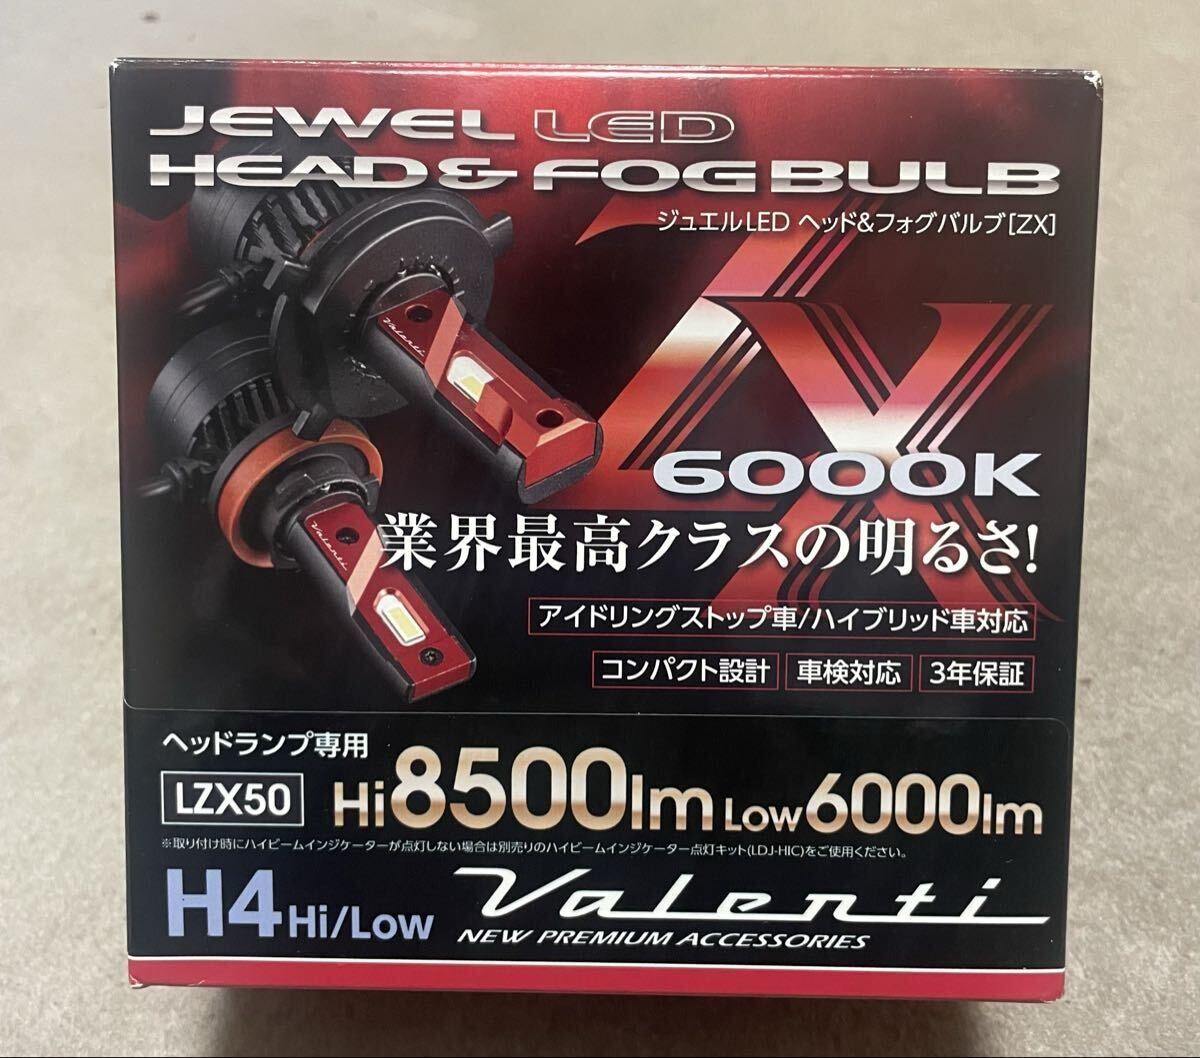 JEWEL LED
HEAD & FOG BULB
ジュエルLED ヘッド&フォグバルブ[ZX]
ZX
Valenti
6000K
業界最高クラスの明るさ!
Valenti
アイドリングストップ車/ハイブリッド車対応
コンパクト設計 車検対応 3年保証
ヘッドランプ専用
LZX50 Hi8500lm Low6000lm
※取り付け時にハイビームインジケーターが点灯しない場合は別売りのハイビームインジケーター点灯キット(LDJ-HIC)をご使用ください。
H4 Hi/Low Valenti
NEW PREMIUM ACCESSORIES